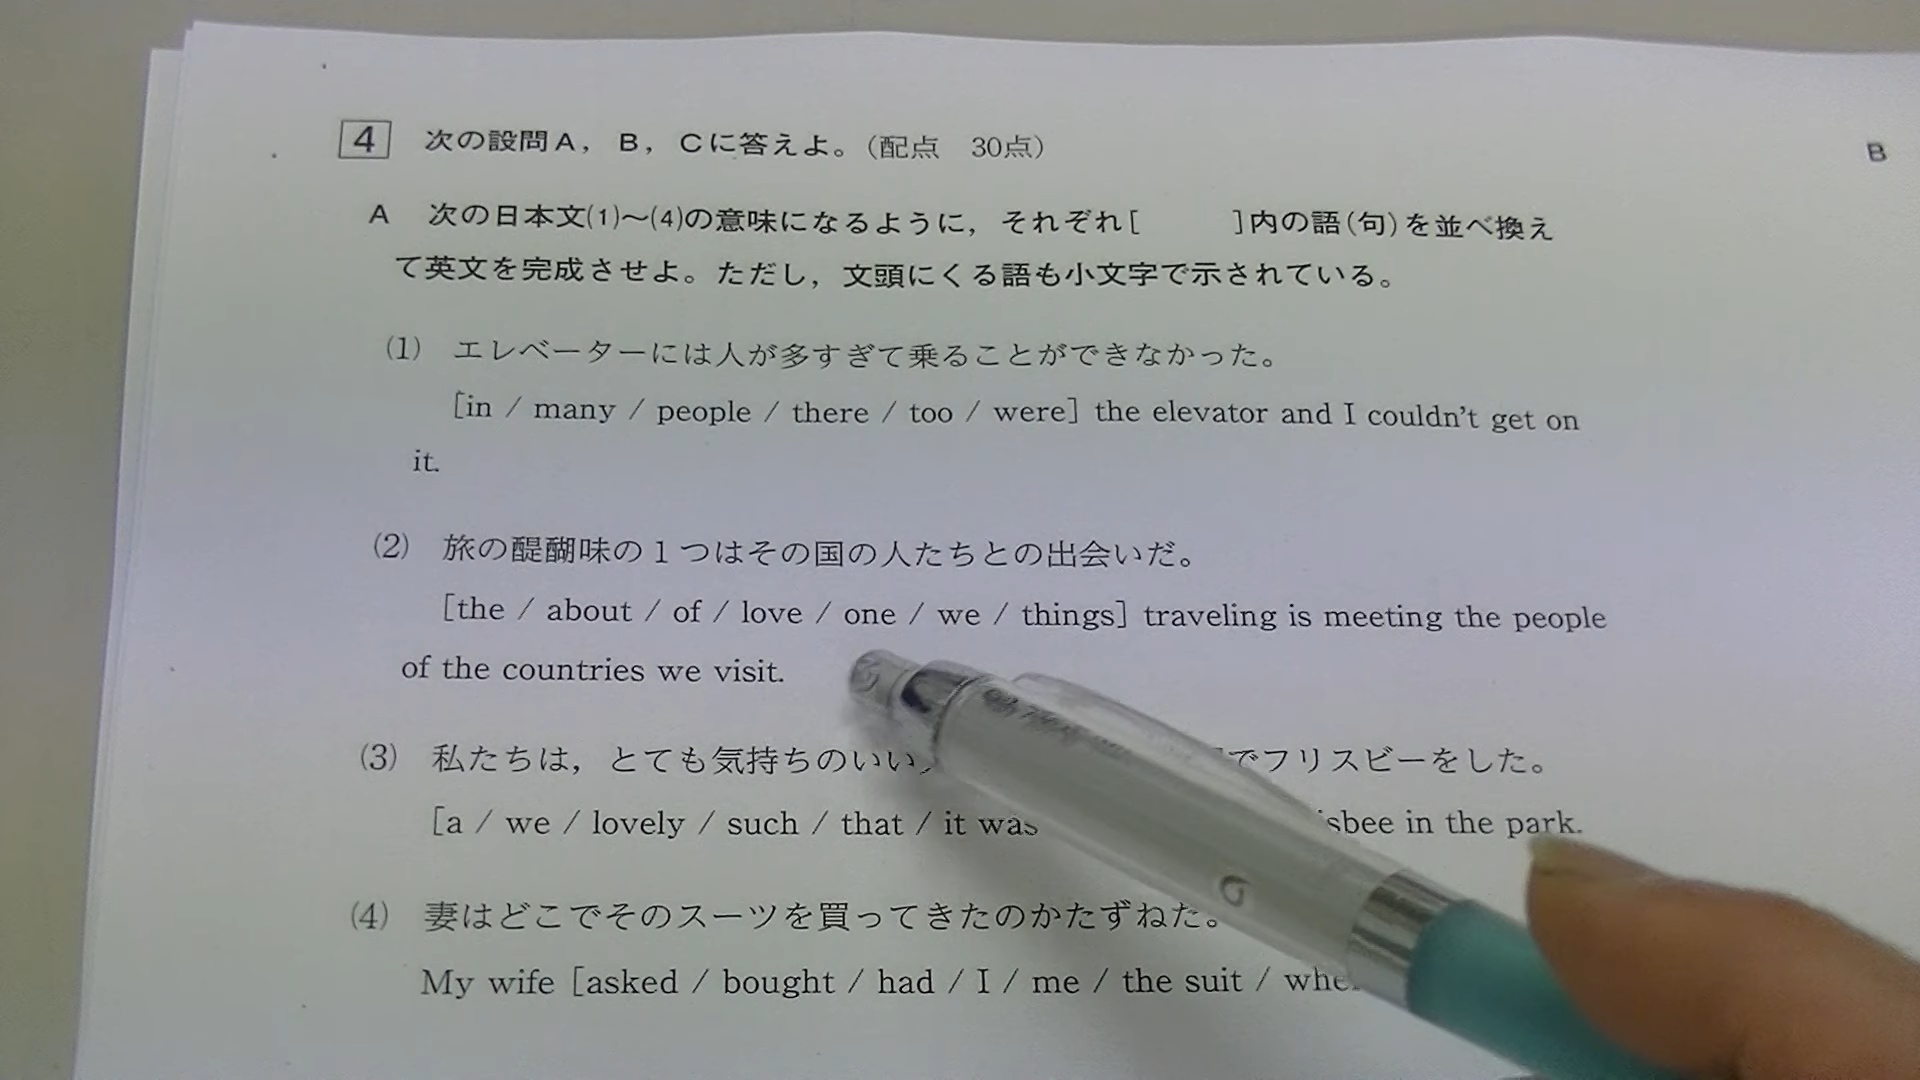 4 次の設問A，B，Cに答えよ。(配点 30点)
B
A 次の日本文(1)～(4)の意味になるように，それぞれ[ ]内の語(句)を並べ換え
て英文を完成させよ。ただし，文頭にくる語も小文字で示されている。
(1) エレベーターには人が多すぎて乗ることができなかった。
[in / many / people / there / too / were] the elevator and I couldn't get on
it.
(2) 旅の醍醐味の1つはその国の人たちとの出会いだ。
[the / about / of / love / one / we / things] traveling is meeting the people
of the countries we visit.
(3) 私たちは，とても気持ちのいい でフリスビーをした。
[a / we / lovely / such / that / it was in the park.
(4) 妻はどこでそのスーツを買ってきたのかたずねた。
My wife [asked / bought / had / I / me / the suit /